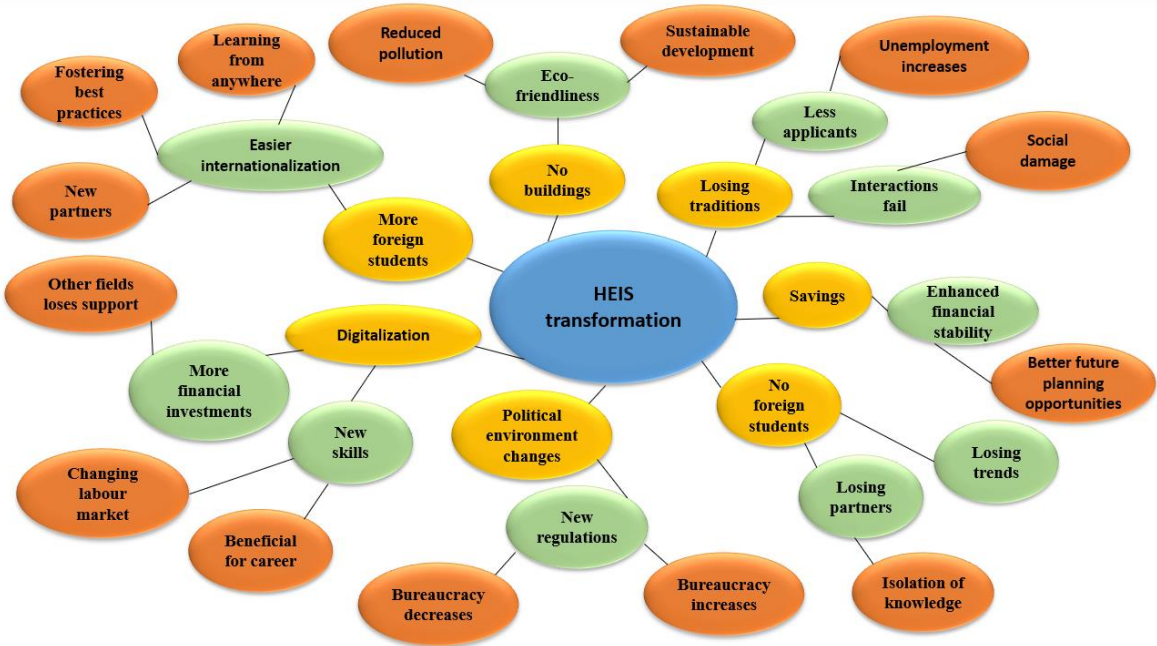 Learning
from
anywhere
Reduced
pollution
Sustainable
development
Unemployment
increases
Fostering
best
practices
Eco-
friendliness
Less
applicants
Easier
internationalization
Social
damage
No
buildings
Losing
traditions
Interactions
fail
New
partners
More
foreign
students
Other fields
loses support
HEIS
transformation
Savings
Enhanced
financial
stability
Digitalization
More
financial
investments
Better future
planning
opportunities
No
foreign
students
Political
environment
changes
New
skills
Losing
trends
Changing
labour
market
Losing
partners
New
regulations
Beneficial
for career
Bureaucracy
decreases
Bureaucracy
increases
Isolation of
knowledge